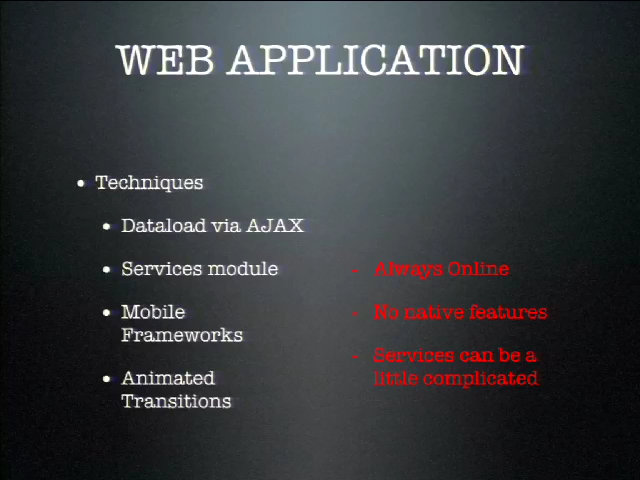 WEB APPLICATION
• Techniques
• Dataload via AJAX
• Services module
• Mobile
Frameworks
• Animated
Transitions
- Always Online
- No native features
- Services can be a
little complicated